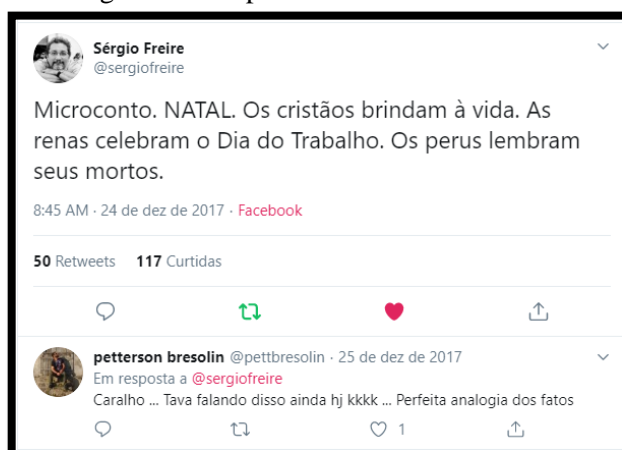 Sérgio Freire
@sergiofreire
Microconto. NATAL. Os cristãos brindam à vida. As
renas celebram o Dia do Trabalho. Os perus lembram
seus mortos.
8:45 AM · 24 de dez de 2017 · Facebook
50 Retweets 117 Curtidas
petterson bresolin @pettbresolin · 25 de dez de 2017
Em resposta a @sergiofreire
Caralho ... Tava falando disso ainda hj kkkk ... Perfeita analogia dos fatos
1